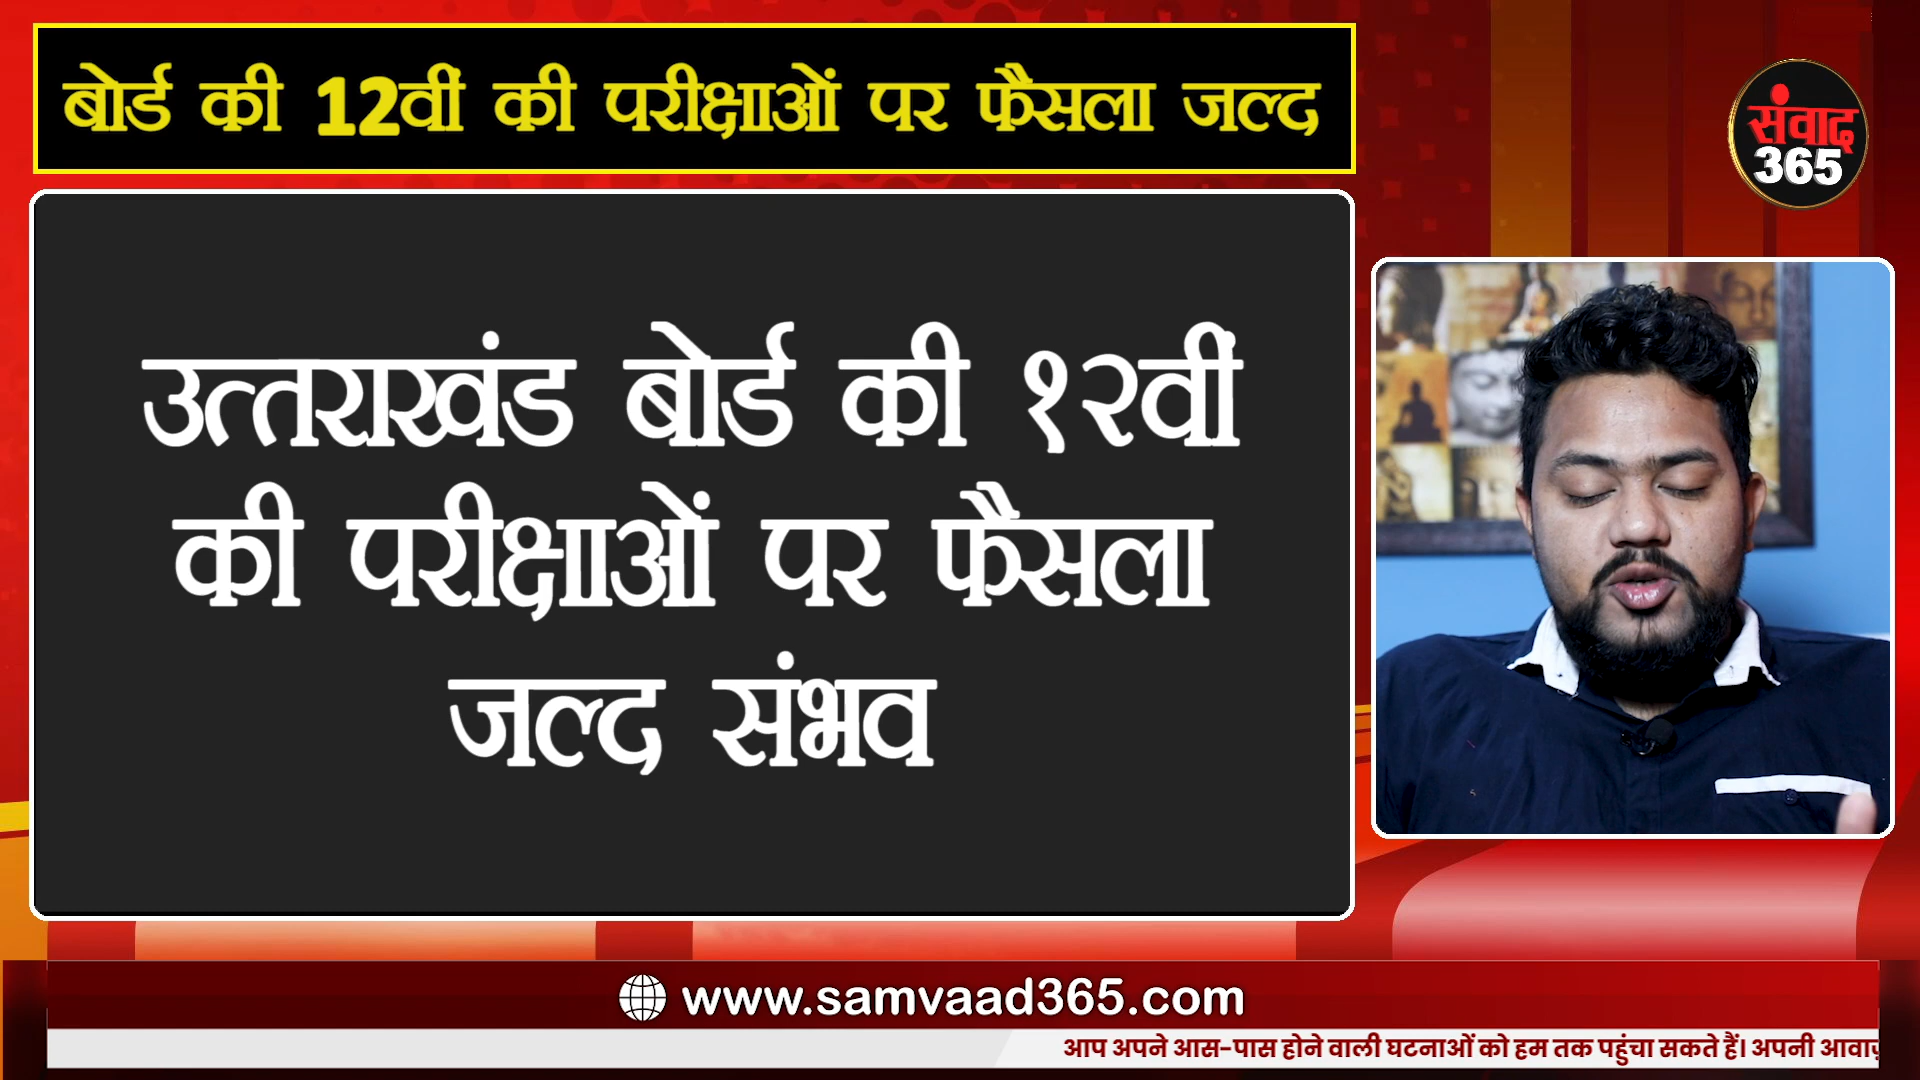 बोर्ड की 12वीं की परीक्षाओं पर फैसला जल्द
संवाद
365
उत्तराखंड बोर्ड की १२वीं
की परीक्षाओं पर फैसला
जल्द संभव
www.samvaad365.com
आप अपने आस-पास होने वाली घटनाओं को हम तक पहुंचा सकते हैं। अपनी